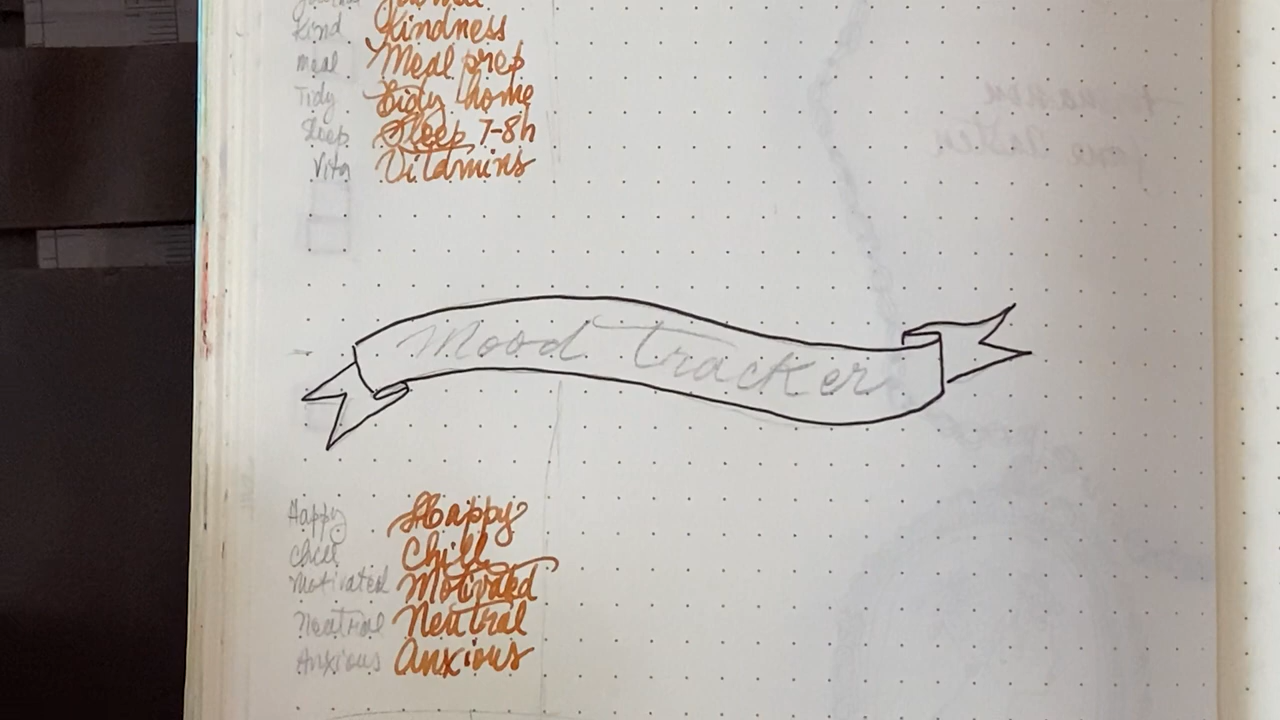 Kind Kindness
meal Meal prep
Tidy Tidy home
Sleep Sleep 7-8h
Vita Vitamins
Mood Tracker
Happy Happy
Chill Chill
Motivated Motivated
Neutral Neutral
Anxious Anxious